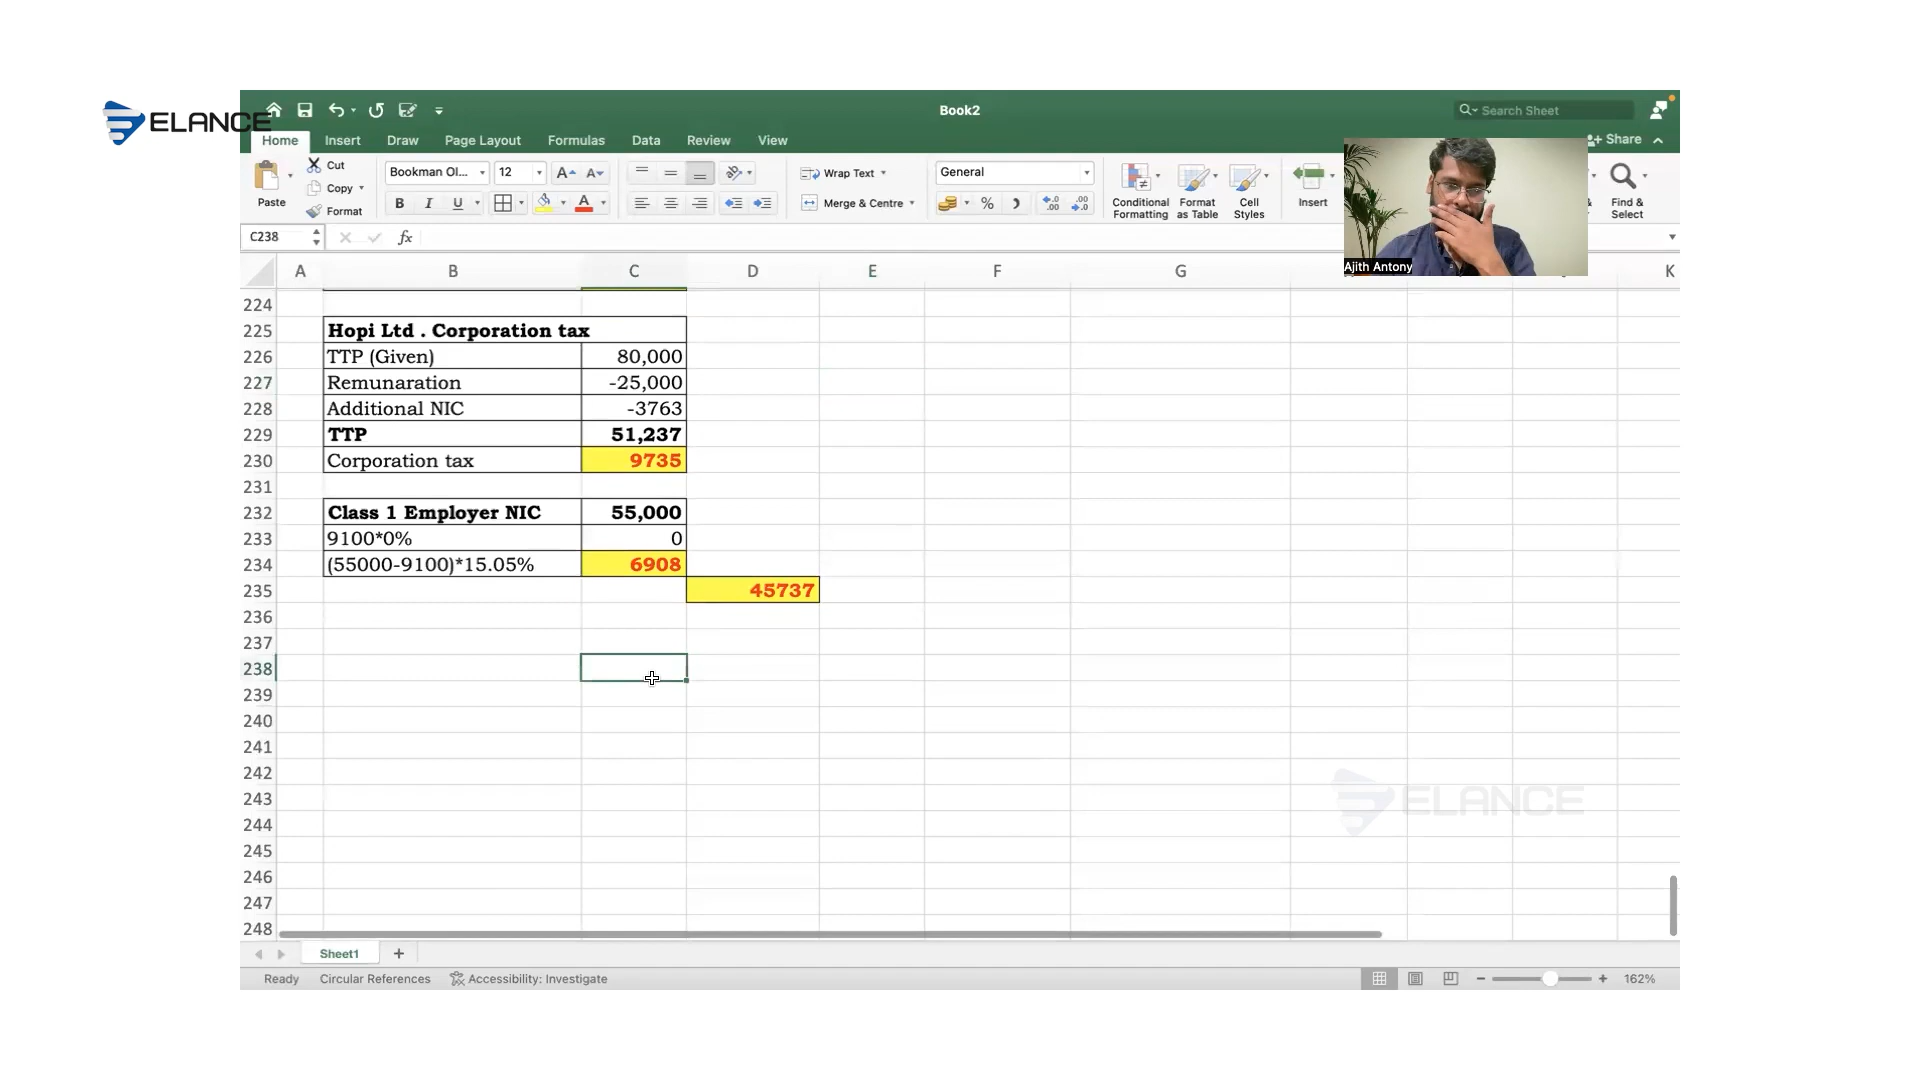 ELANCE
Book2
Search Sheet
Home Insert Draw Page Layout Formulas Data Review View
Share
Paste
Cut
Copy
Format
Bookman Ol... 12
B I U
Wrap Text
Merge & Centre
General
Conditional Formatting
Format as Table
Cell Styles
Insert
Find & Select
Ajith Antony
C238 fx
A B C D E F G K
224
225 Hopi Ltd . Corporation tax
226 TTP (Given) 80,000
227 Remunaration -25,000
228 Additional NIC -3763
229 TTP 51,237
230 Corporation tax 9735
231
232 Class 1 Employer NIC 55,000
233 9100*0% 0
234 (55000-9100)*15.05% 6908
235 45737
236
237
238
239
240
241
242
243
244
245
246
247
248
ELANCE
Sheet1
Ready Circular References Accessibility: Investigate 162%